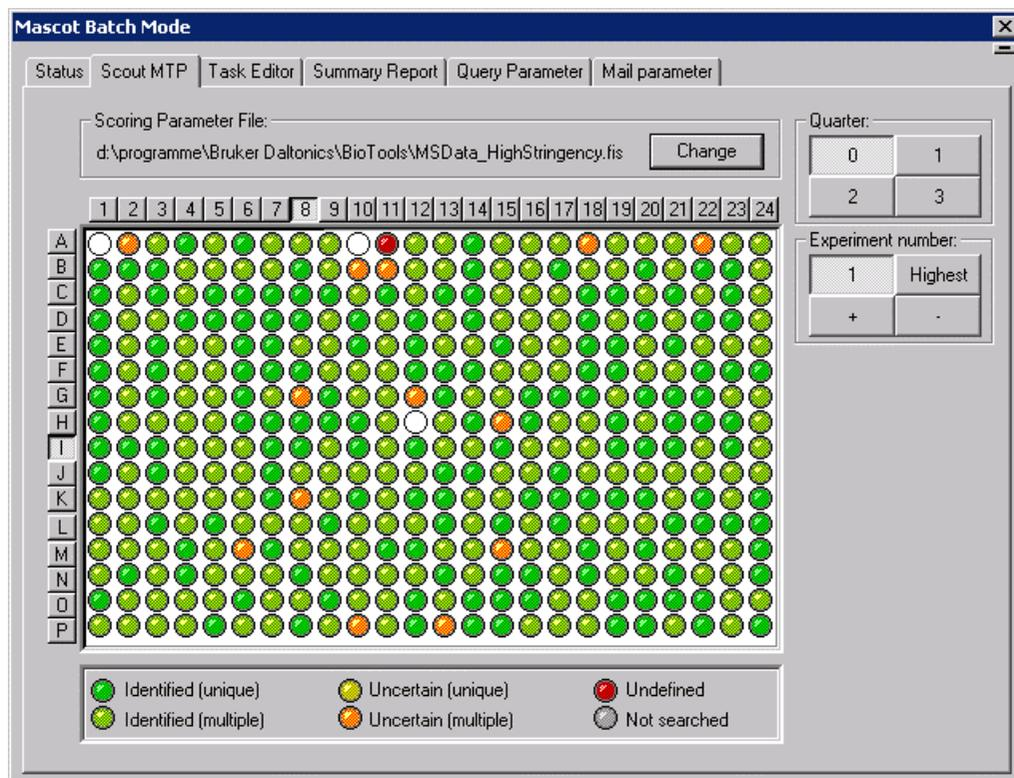 Mascot Batch Mode
Status Scout MTP Task Editor Summary Report Query Parameter Mail parameter
Scoring Parameter File:
d:\programme\Bruker Daltonics\BioTools\MSData_HighStringency.fis Change
Quarter:
0 1
2 3
1 2 3 4 5 6 7 8 9 10 11 12 13 14 15 16 17 18 19 20 21 22 23 24
Experiment number:
1 Highest
+ -
A
B
C
D
E
F
G
H
I
J
K
L
M
N
O
P
Identified (unique) Uncertain (unique) Undefined
Identified (multiple) Uncertain (multiple) Not searched